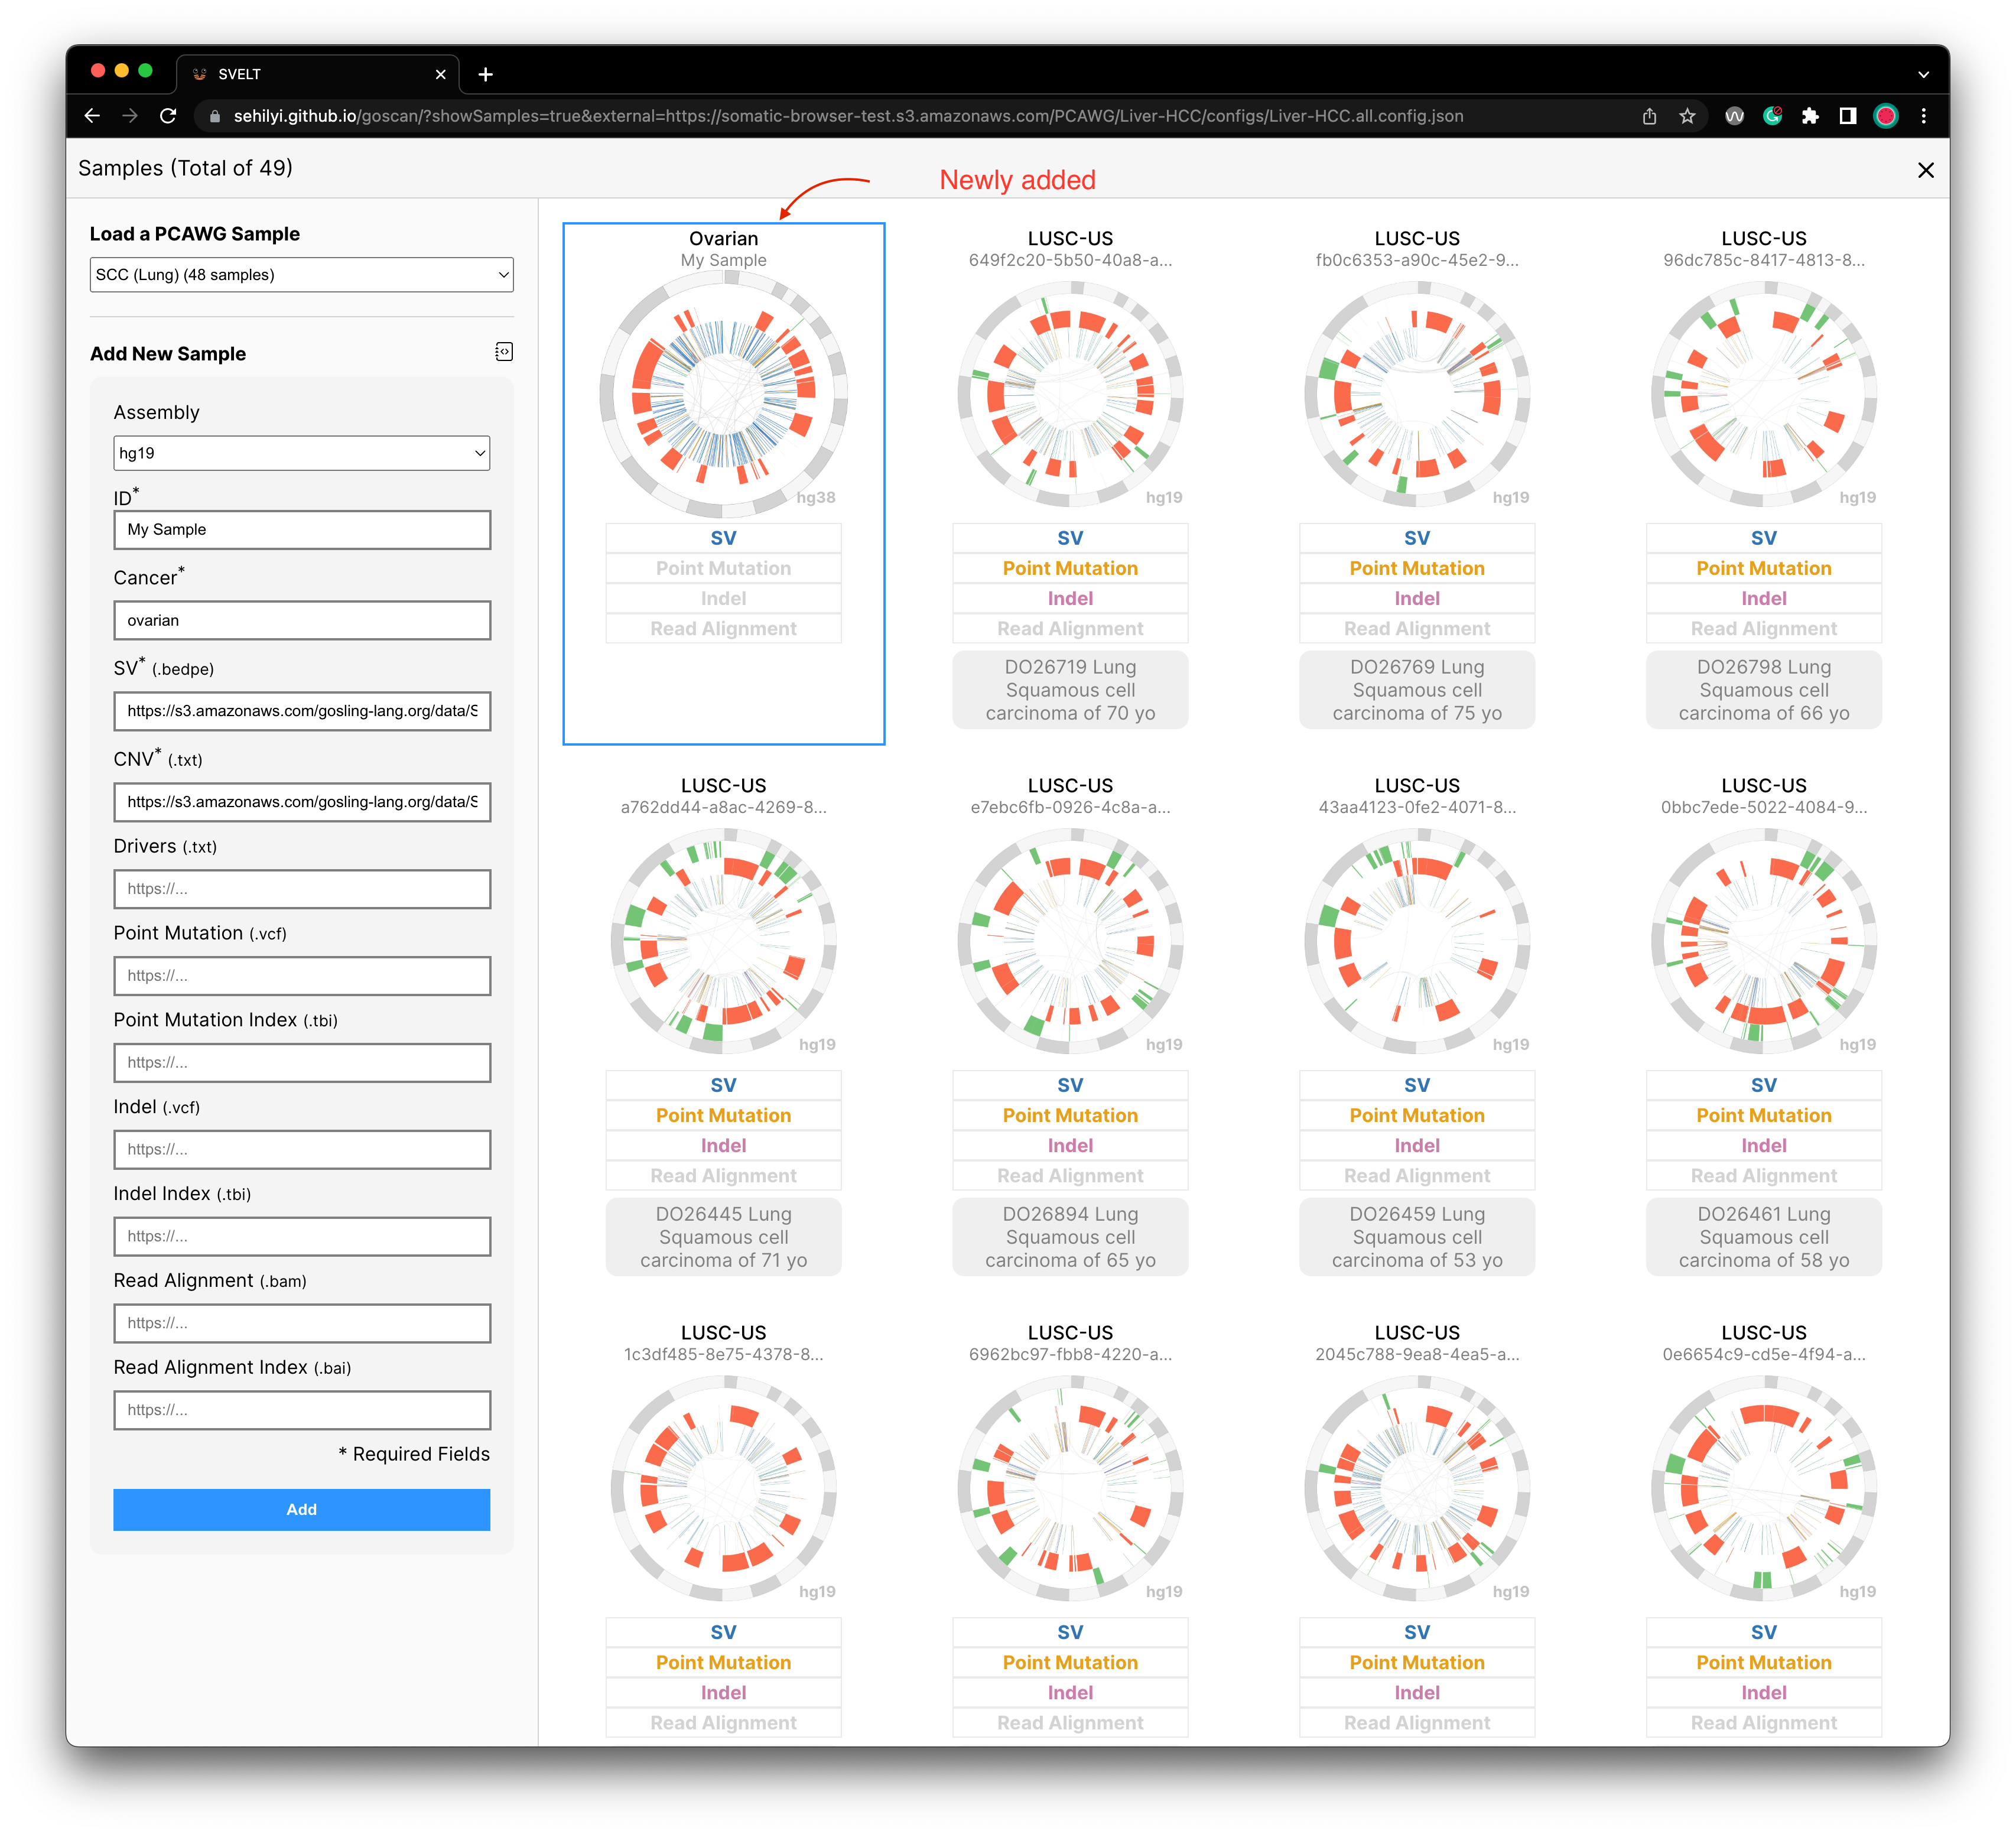 SVELT
sehilyi.github.io/goscan/?showSamples=true&external=https://somatic-browser-test.s3.amazonaws.com/PCAWG/Liver-HCC/configs/Liver-HCC.all.config.json
Samples (Total of 49)
Newly added
Load a PCAWG Sample
SCC (Lung) (48 samples)
Add New Sample
Assembly
hg19
ID*
My Sample
Cancer*
ovarian
SV* (.bedpe)
https://s3.amazonaws.com/gosling-lang.org/data/S
CNV* (.txt)
https://s3.amazonaws.com/gosling-lang.org/data/S
Drivers (.txt)
https://...
Point Mutation (.vcf)
https://...
Point Mutation Index (.tbi)
https://...
Indel (.vcf)
https://...
Indel Index (.tbi)
https://...
Read Alignment (.bam)
https://...
Read Alignment Index (.bai)
https://...
* Required Fields
Add
Ovarian
My Sample
hg38
SV
Point Mutation
Indel
Read Alignment
LUSC-US
649f2c20-5b50-40a8-a...
hg19
SV
Point Mutation
Indel
Read Alignment
DO26719 Lung
Squamous cell
carcinoma of 70 yo
LUSC-US
fb0c6353-a90c-45e2-9...
hg19
SV
Point Mutation
Indel
Read Alignment
DO26769 Lung
Squamous cell
carcinoma of 75 yo
LUSC-US
96dc785c-8417-4813-8...
hg19
SV
Point Mutation
Indel
Read Alignment
DO26798 Lung
Squamous cell
carcinoma of 66 yo
LUSC-US
a762dd44-a8ac-4269-8...
hg19
SV
Point Mutation
Indel
Read Alignment
DO26445 Lung
Squamous cell
carcinoma of 71 yo
LUSC-US
e7ebc6fb-0926-4c8a-a...
hg19
SV
Point Mutation
Indel
Read Alignment
DO26894 Lung
Squamous cell
carcinoma of 65 yo
LUSC-US
43aa4123-0fe2-4071-8...
hg19
SV
Point Mutation
Indel
Read Alignment
DO26459 Lung
Squamous cell
carcinoma of 53 yo
LUSC-US
0bbc7ede-5022-4084-9...
hg19
SV
Point Mutation
Indel
Read Alignment
DO26461 Lung
Squamous cell
carcinoma of 58 yo
LUSC-US
1c3df485-8e75-4378-8...
hg19
SV
Point Mutation
Indel
Read Alignment
LUSC-US
6962bc97-fbb8-4220-a...
hg19
SV
Point Mutation
Indel
Read Alignment
LUSC-US
2045c788-9ea8-4ea5-a...
hg19
SV
Point Mutation
Indel
Read Alignment
LUSC-US
0e6654c9-cd5e-4f94-a...
hg19
SV
Point Mutation
Indel
Read Alignment